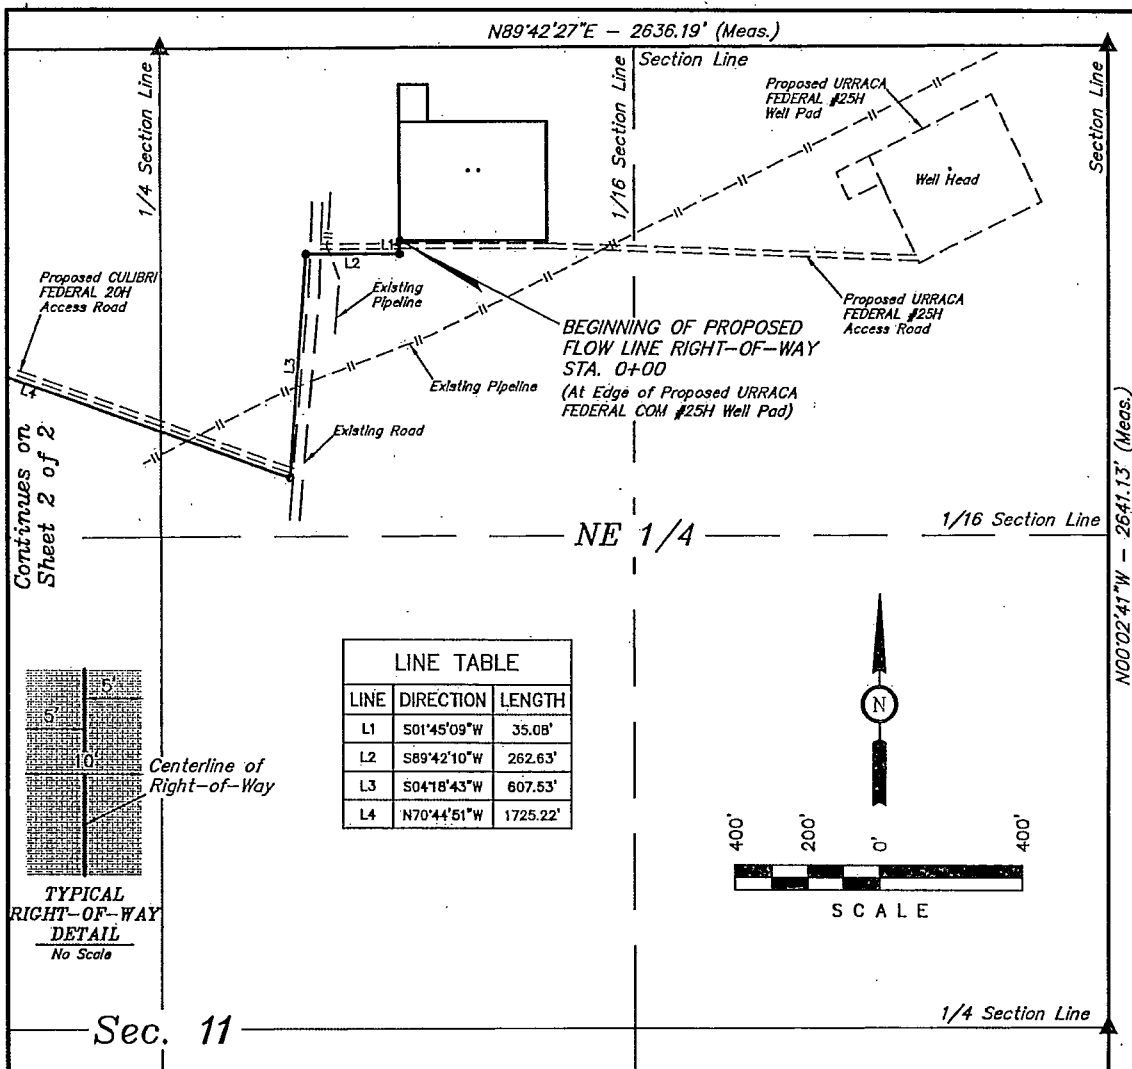 N89°42'27"E - 2636.19' (Meas.)
Section Line
1/4 Section Line
1/16 Section Line
Section Line
Proposed URRACA
FEDERAL #25H
Well Pad
Well Head
L1
L2
Proposed CULIBRI
FEDERAL 20H
Access Road
Existing
Pipeline
Proposed URRACA
FEDERAL #25H
Access Road
BEGINNING OF PROPOSED
FLOW LINE RIGHT-OF-WAY
STA. 0+00
(At Edge of Proposed URRACA
FEDERAL COM #25H Well Pad)
L3
L4
Existing Pipeline
Existing Road
Continues on
Sheet 2 of 2
N00°02'41"W - 2641.13' (Meas.)
NE 1/4
1/16 Section Line
LINE TABLE
LINE DIRECTION LENGTH
L1 S01°45'09"W 35.08'
L2 S89°42'10"W 262.63'
L3 S04°18'43"W 607.53'
L4 N70°44'51"W 1725.22'
5'
5'
10'
Centerline of
Right-of-Way
TYPICAL
RIGHT-OF-WAY
DETAIL
No Scale
N
400' 200' 0' 400'
SCALE
Sec. 11
1/4 Section Line